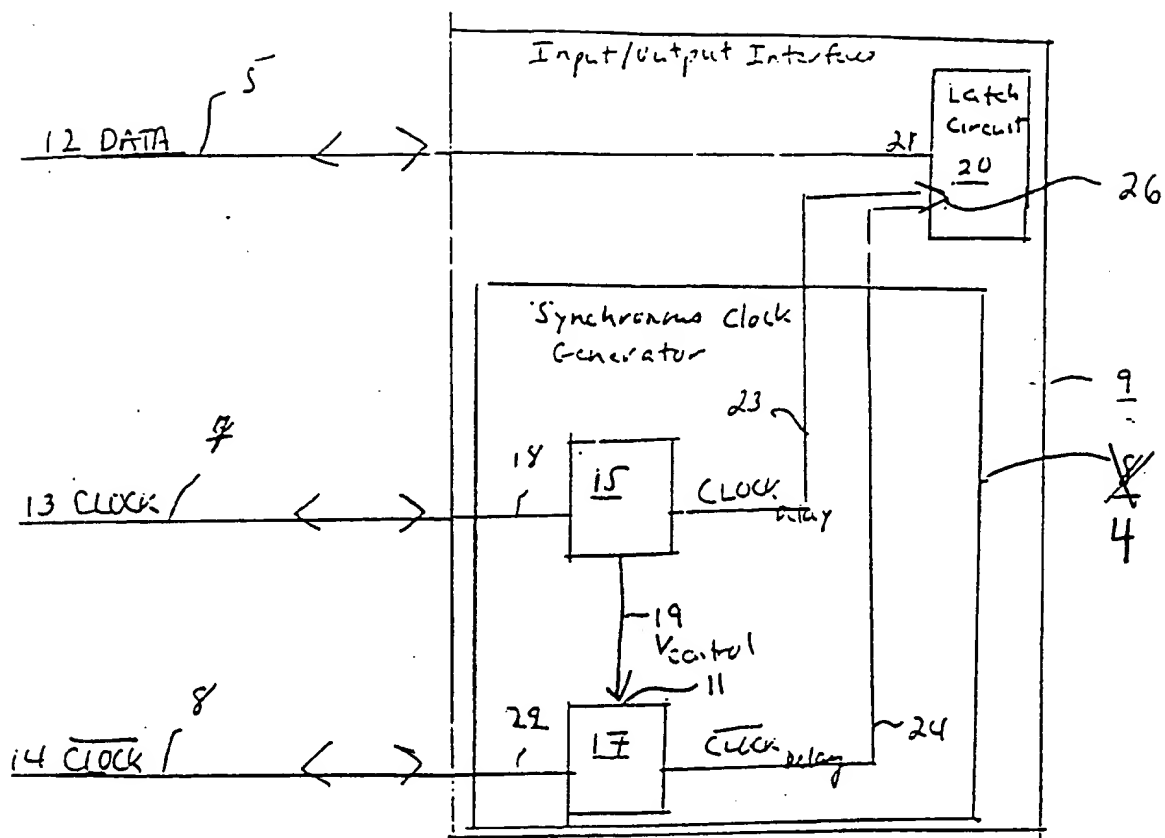 Input/Output Interface
5
Latch
Circuit
20
12 DATA
21
26
Synchronous Clock
Generator
23
9
7
18
15
13 CLOCK
CLOCK Delay
4
19
Vcontrol
11
8
22
17
14 CLOCK
CLOCK Delay
24